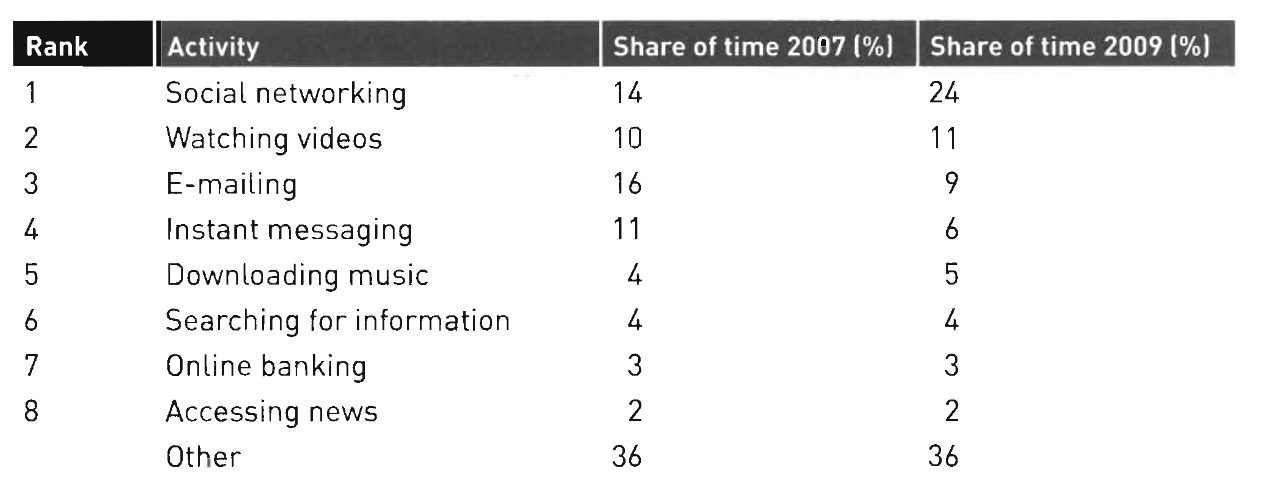 Rank Activity Share of time 2007 (%) Share of time 2009 (%)
1 Social networking 14 24
2 Watching videos 10 11
3 E-mailing 16 9
4 Instant messaging 11 6
5 Downloading music 4 5
6 Searching for information 4 4
7 Online banking 3 3
8 Accessing news 2 2
Other 36 36